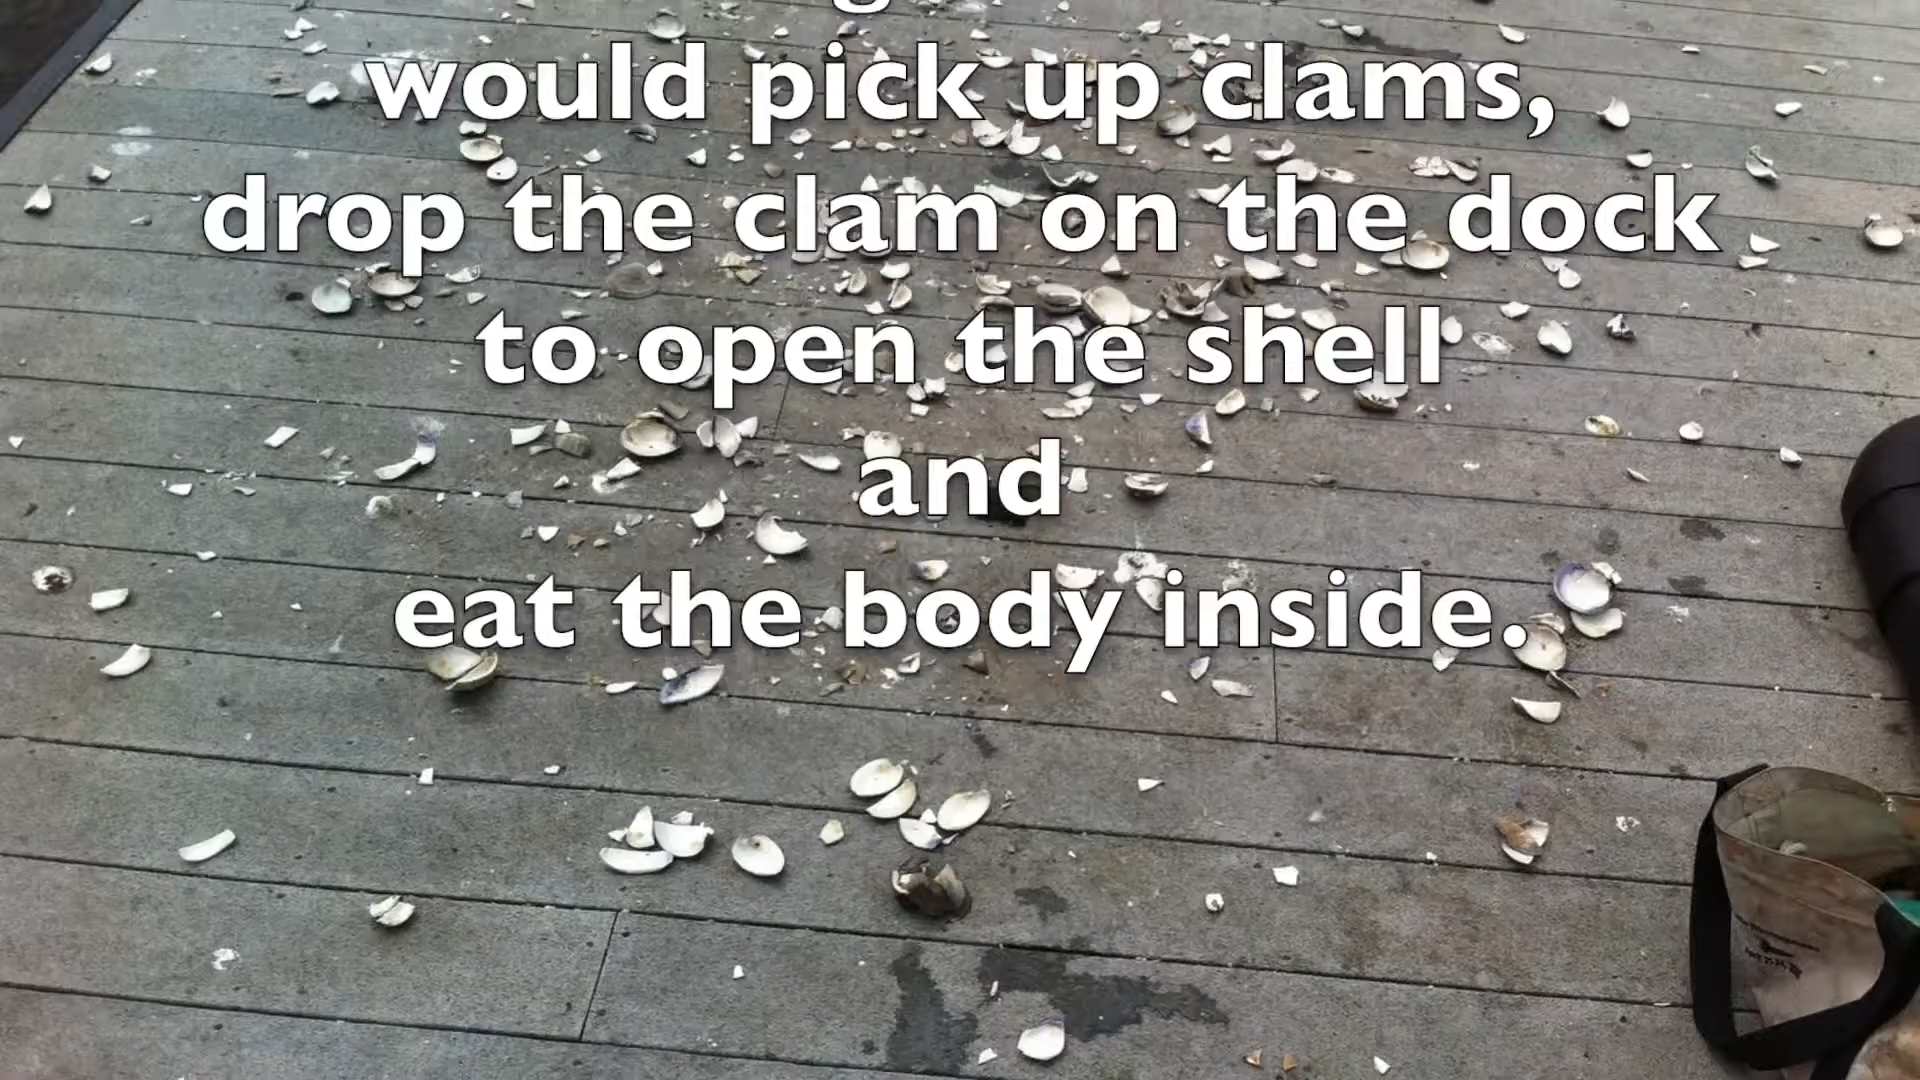 would pick up clams,
drop the clam on the dock
to open the shell
and
eat the body inside.